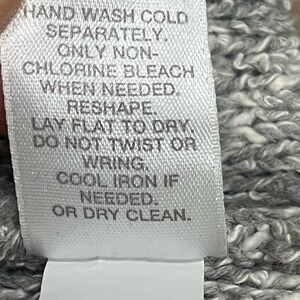 HAND WASH COLD
SEPARATELY.
ONLY NON-
CHLORINE BLEACH
WHEN NEEDED.
RESHAPE.
LAY FLAT TO DRY.
DO NOT TWIST OR
WRING.
COOL IRON IF
NEEDED.
OR DRY CLEAN.